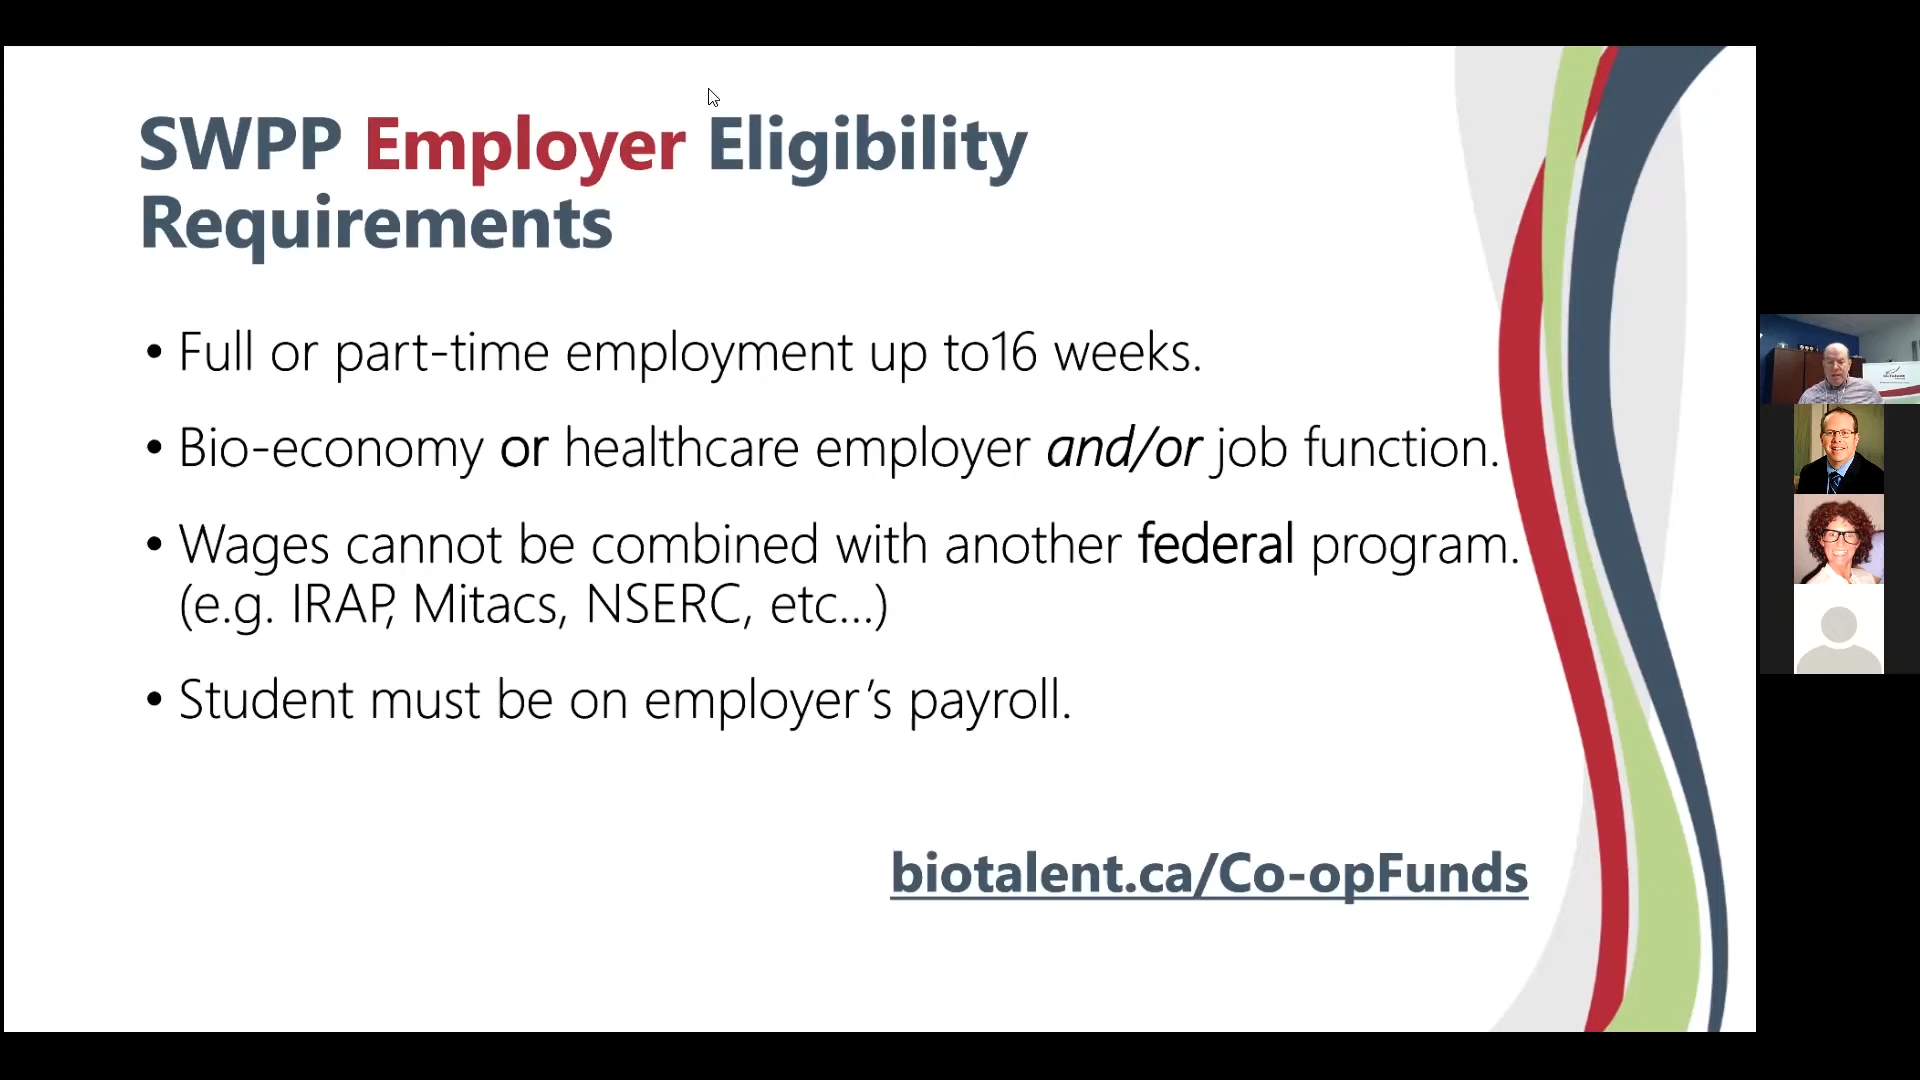 SWPP Employer Eligibility
Requirements
• Full or part-time employment up to16 weeks.
• Bio-economy or healthcare employer and/or job function.
• Wages cannot be combined with another federal program.
(e.g. IRAP, Mitacs, NSERC, etc...)
• Student must be on employer’s payroll.
biotalent.ca/Co-opFunds